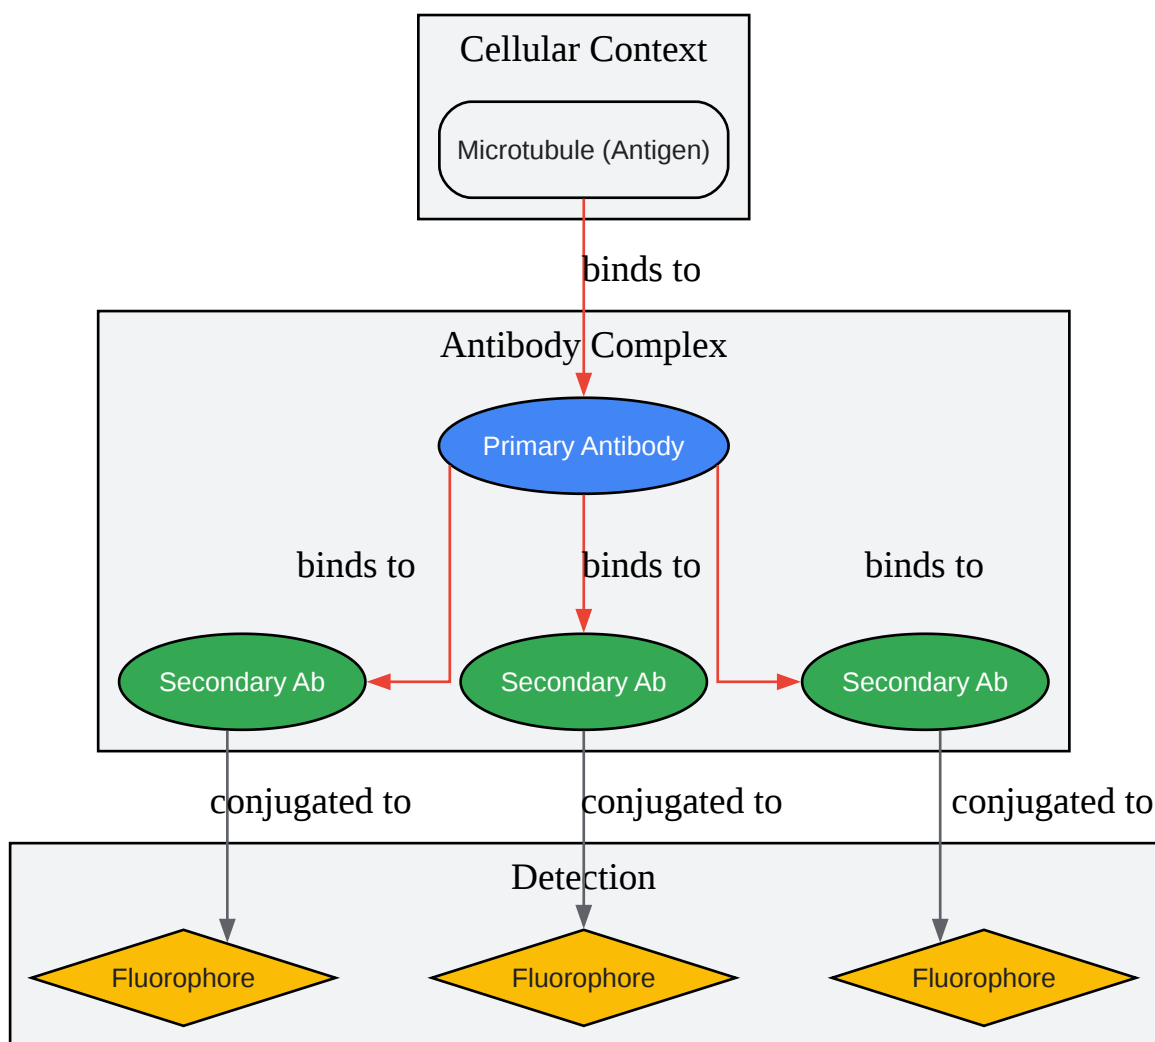 Cellular Context
Microtubule (Antigen)
binds to
Antibody Complex
Primary Antibody
binds to
binds to
binds to
Secondary Ab
Secondary Ab
Secondary Ab
conjugated to
conjugated to
conjugated to
Detection
Fluorophore
Fluorophore
Fluorophore